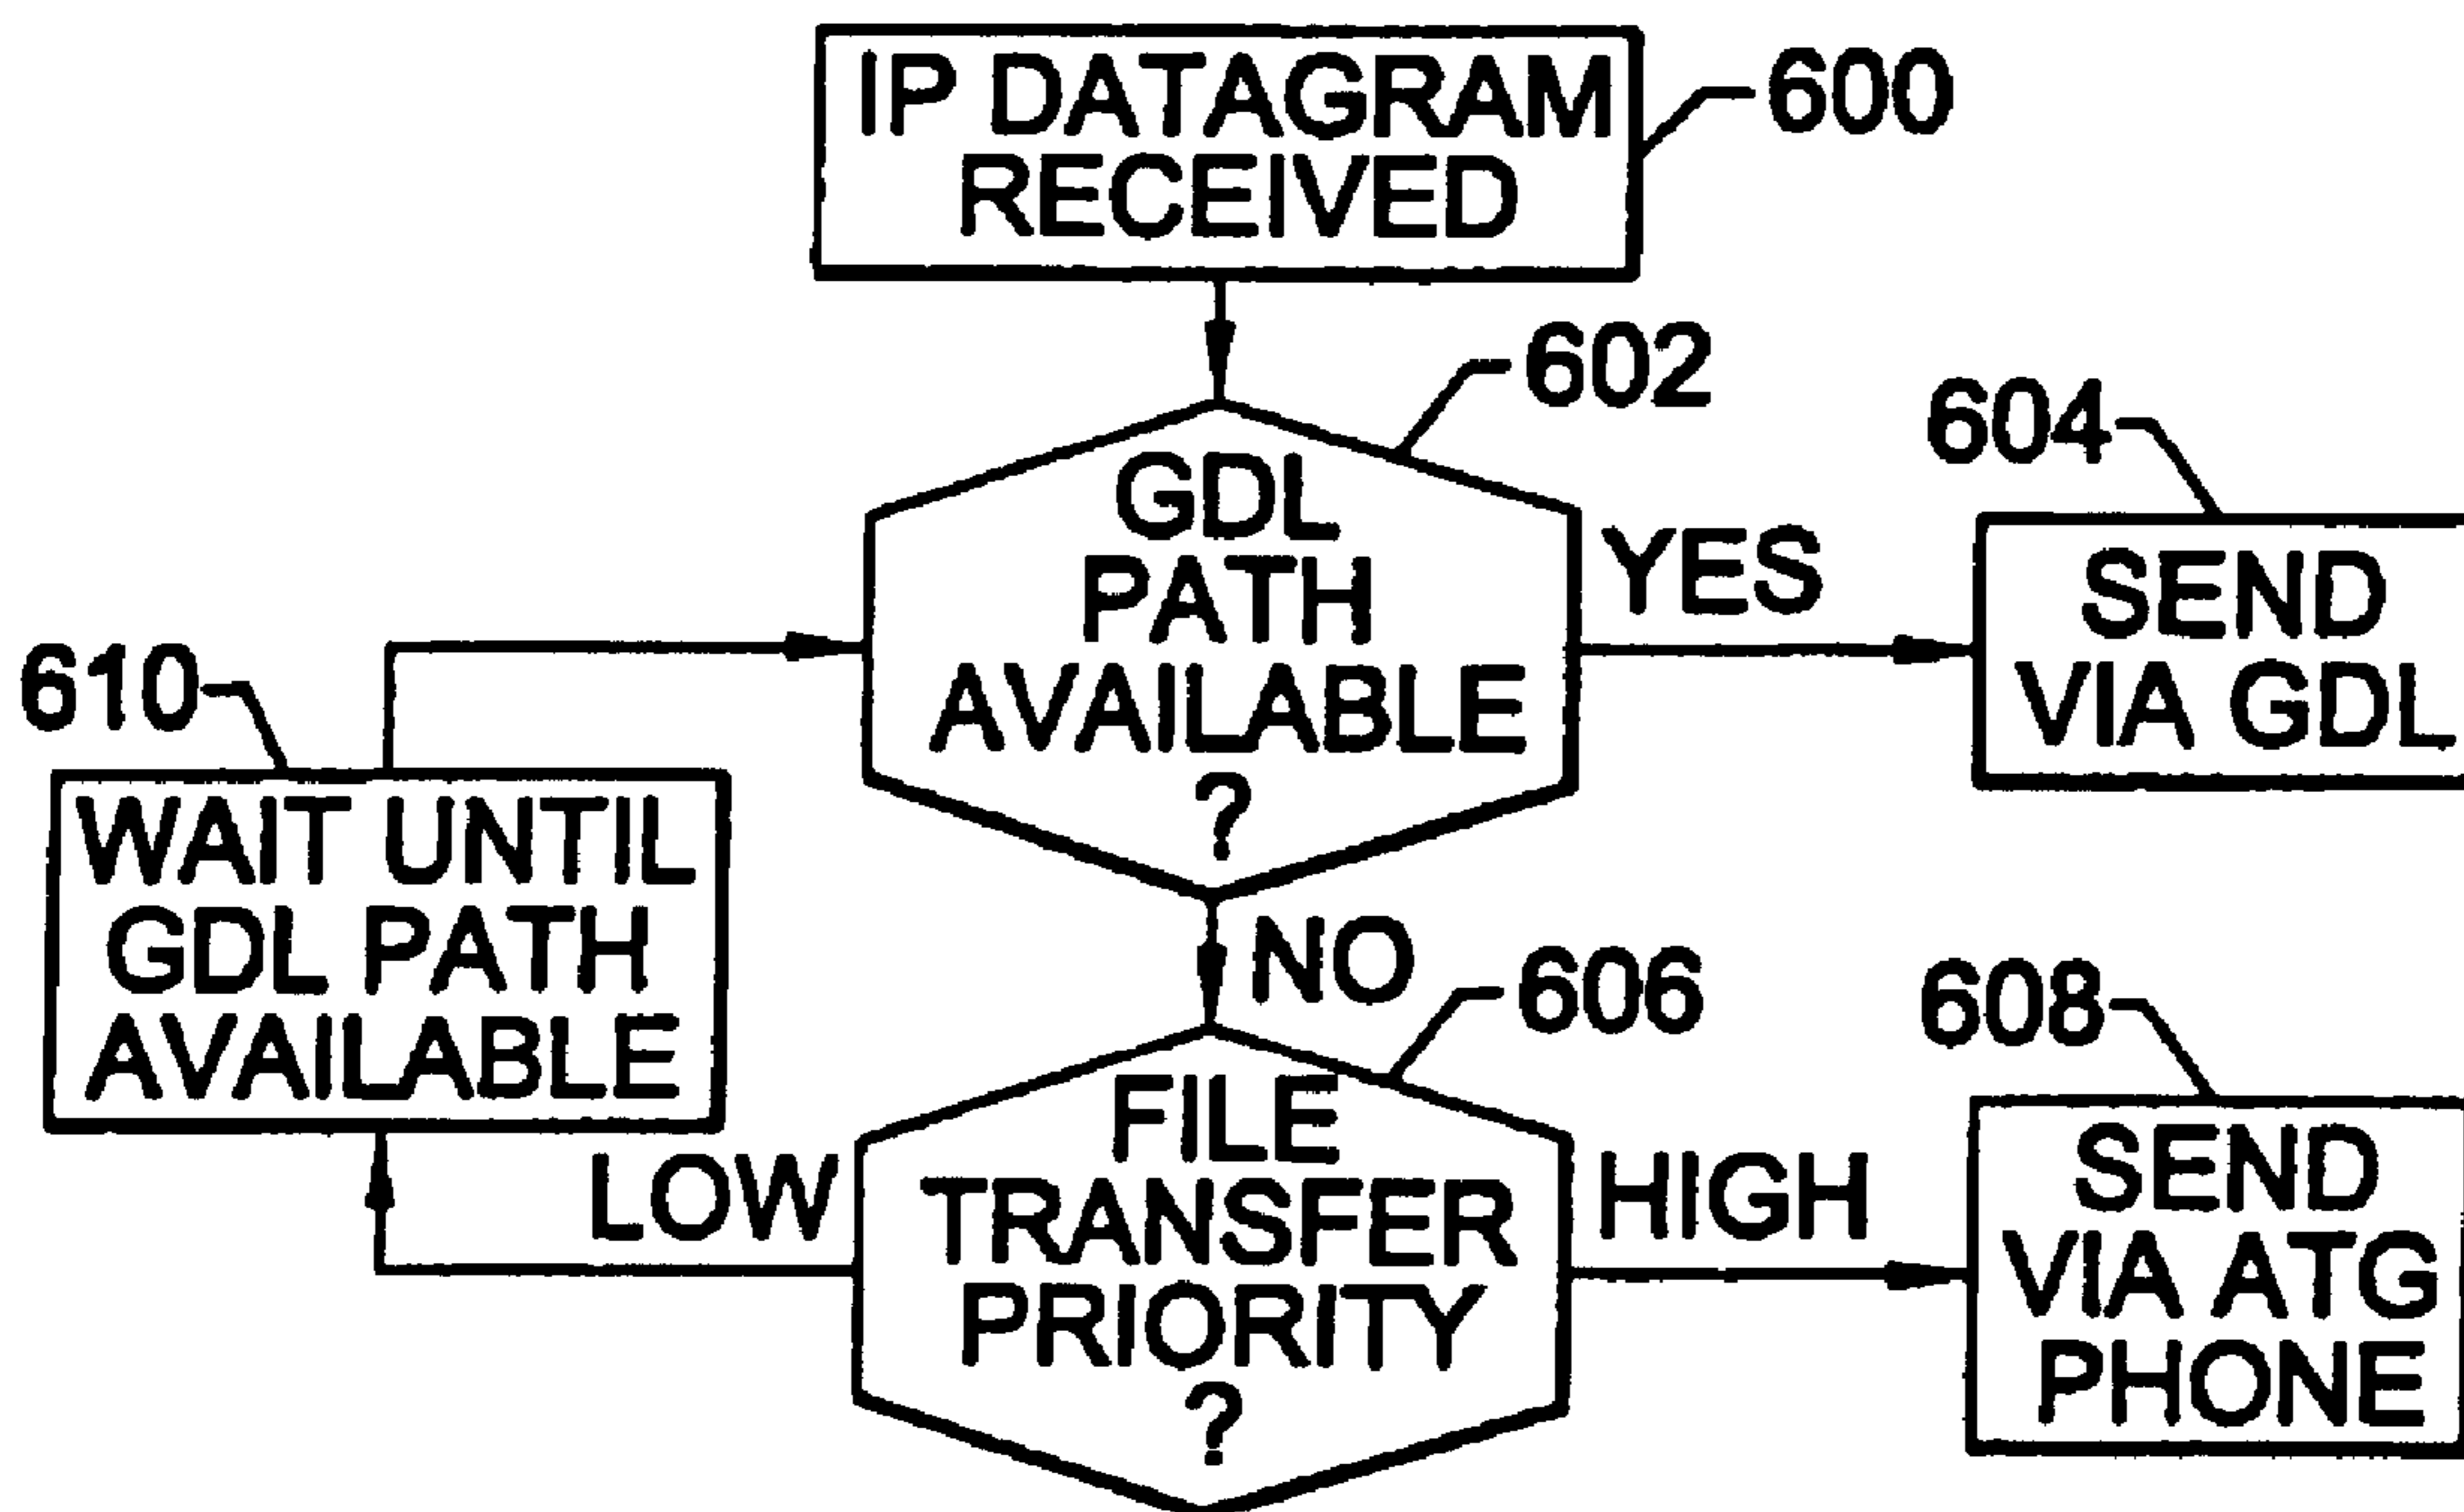 IP DATAGRAM
RECEIVED
600
602
GDL
PATH
AVAILABLE
?
YES
604
SEND
VIA GDL
610
WAIT UNTIL
GDL PATH
AVAILABLE
NO
606
FILE
TRANSFER
PRIORITY
?
LOW
HIGH
608
SEND
VIA ATG
PHONE